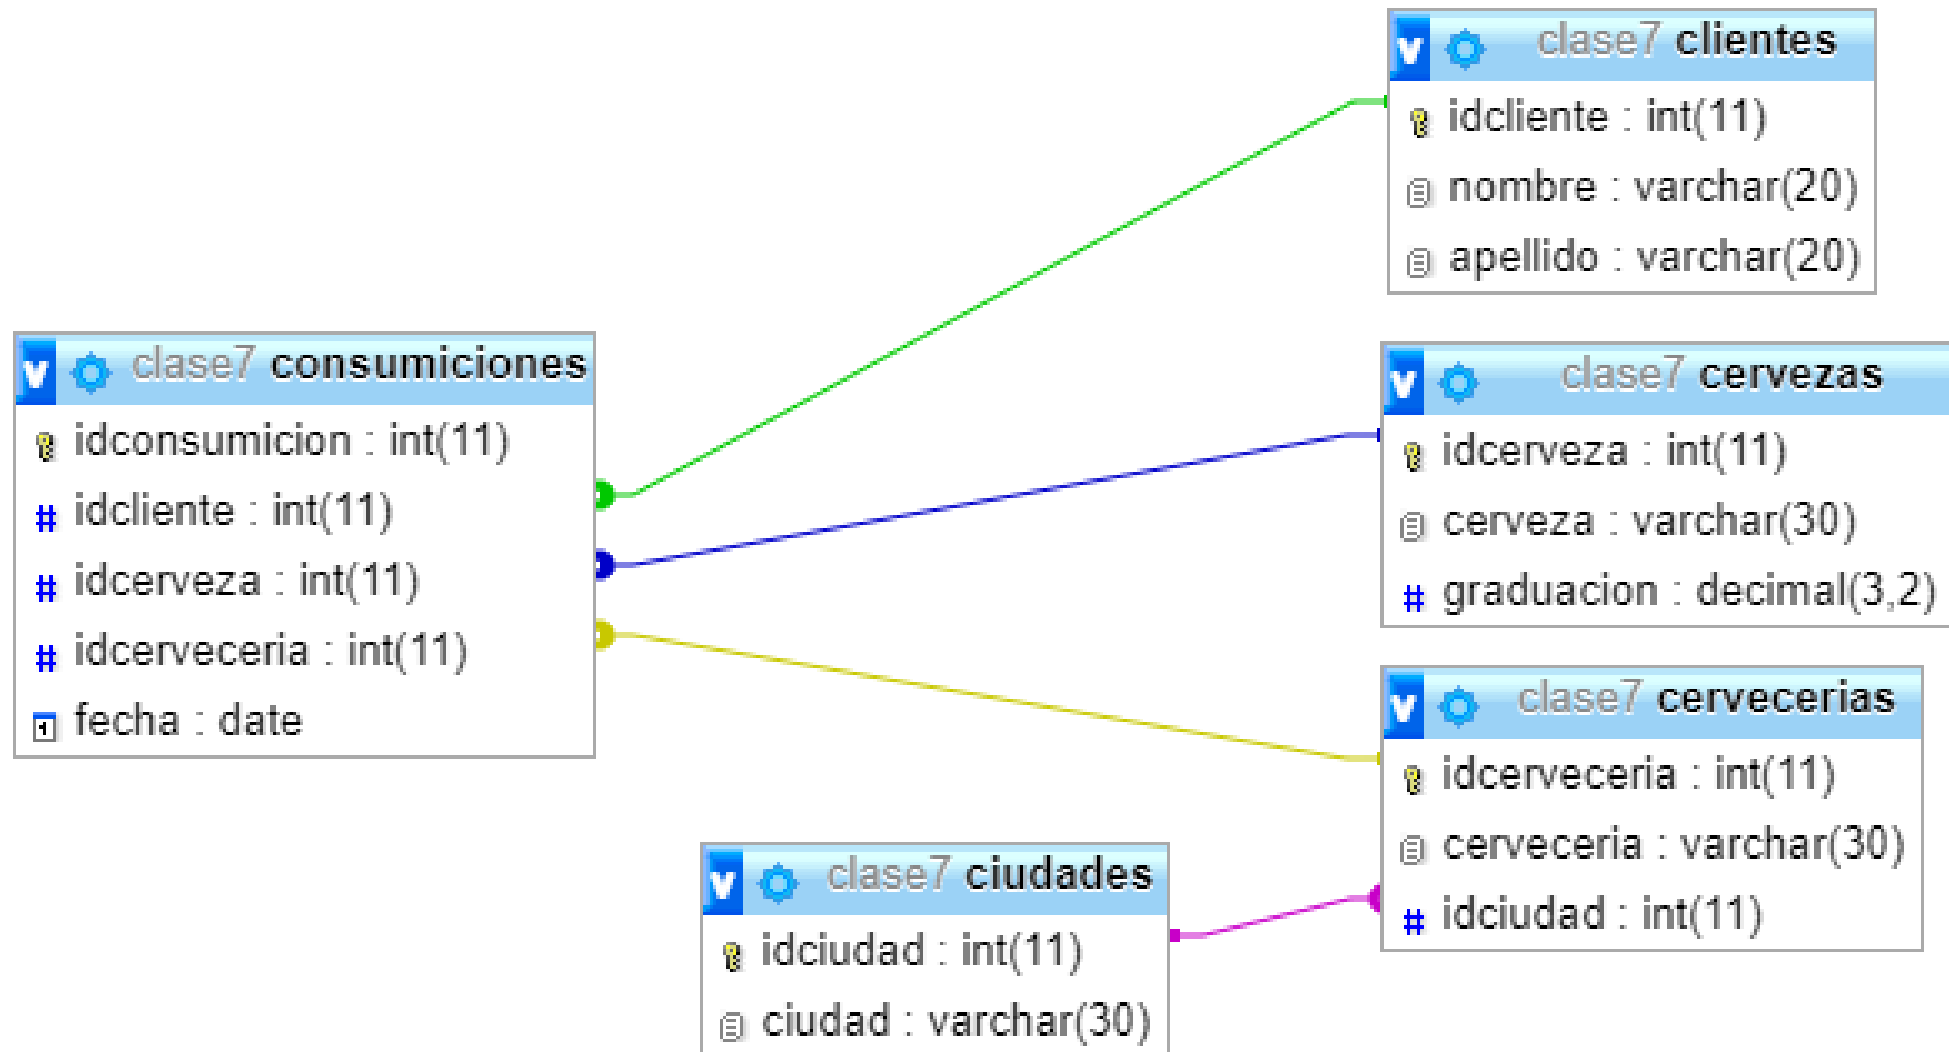 clase7 clientes
idcliente : int(11)
nombre : varchar(20)
apellido : varchar(20)
clase7 consumiciones
idconsumicion : int(11)
idcliente : int(11)
idcerveza : int(11)
idcerveceria : int(11)
fecha : date
clase7 cervezas
idcerveza : int(11)
cerveza : varchar(30)
graduacion : decimal(3,2)
clase7 cervecerias
idcerveceria : int(11)
cerveceria : varchar(30)
idciudad : int(11)
clase7 ciudades
idciudad : int(11)
ciudad : varchar(30)